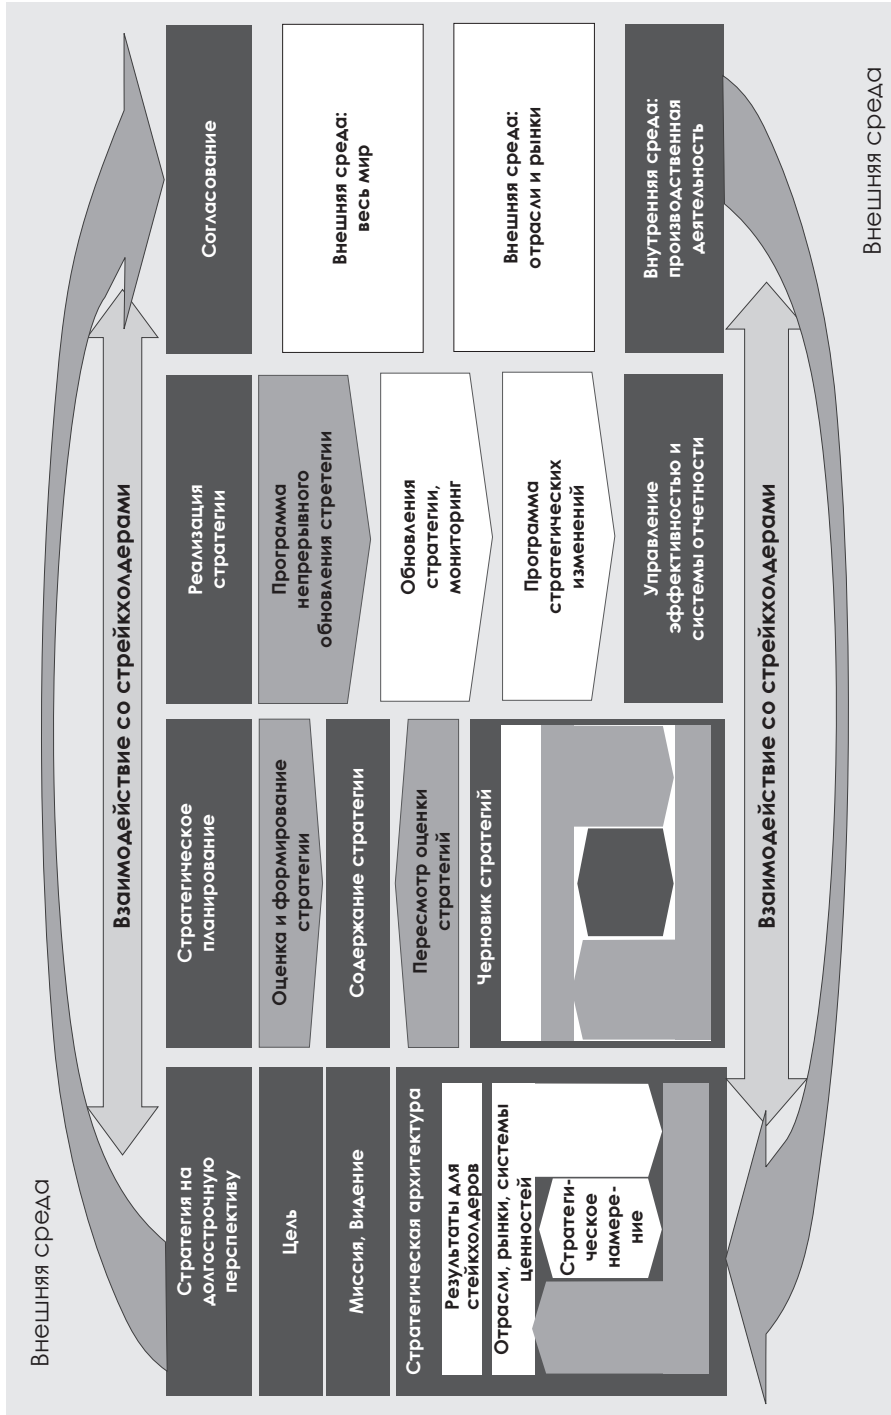 Внешняя среда
Взаимодействие со стрейкхолдерами
Стратегия на
долгосрочную
перспективу
Цель
Миссия, Видение
Стратегическая архитектура
Результаты для
стейкхолдеров
Отрасли, рынки, системы
ценностей
Стратеги-
ческое
намере-
ние
Стратегическое
планирование
Оценка и формирование
стратегии
Содержание стратегии
Пересмотр оценки
стратегий
Черновик стратегий
Реализация
стратегии
Программа
непрерывного
обновления стретегии
Обновления
стратегии,
мониторинг
Программа
стратегических
изменений
Управление
эффективностью и
системы отчетности
Согласование
Внешняя среда:
весь мир
Внешняя среда:
отрасли и рынки
Внутренняя среда:
производственная
деятельность
Взаимодействие со стрейкхолдерами
Внешняя среда